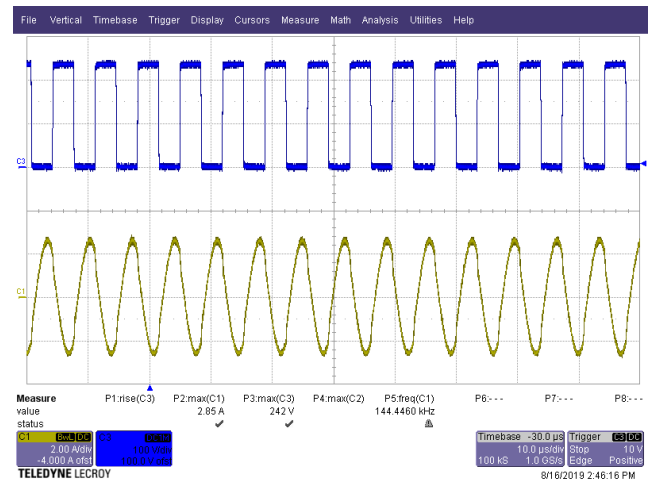 File Vertical Timebase Trigger Display Cursors Measure Math Analysis Utilities Help
C3
C1
Measure P1:rise(C3) P2:max(C1) P3:max(C3) P4:max(C2) P5:freq(C1) P6:- - - P7:- - - P8:- - -
value 2.85 A 242 V 144.4460 kHz
status
C1 BwL DC C3 Timebase -30.0 µs Trigger C3 DC
2.00 A/div 100 V/div 10.0 µs/div Stop 10 V
-4.000 A ofst 100 kS 1.0 GS/s Edge Positive
TELEDYNE LECROY 8/16/2019 2:46:16 PM